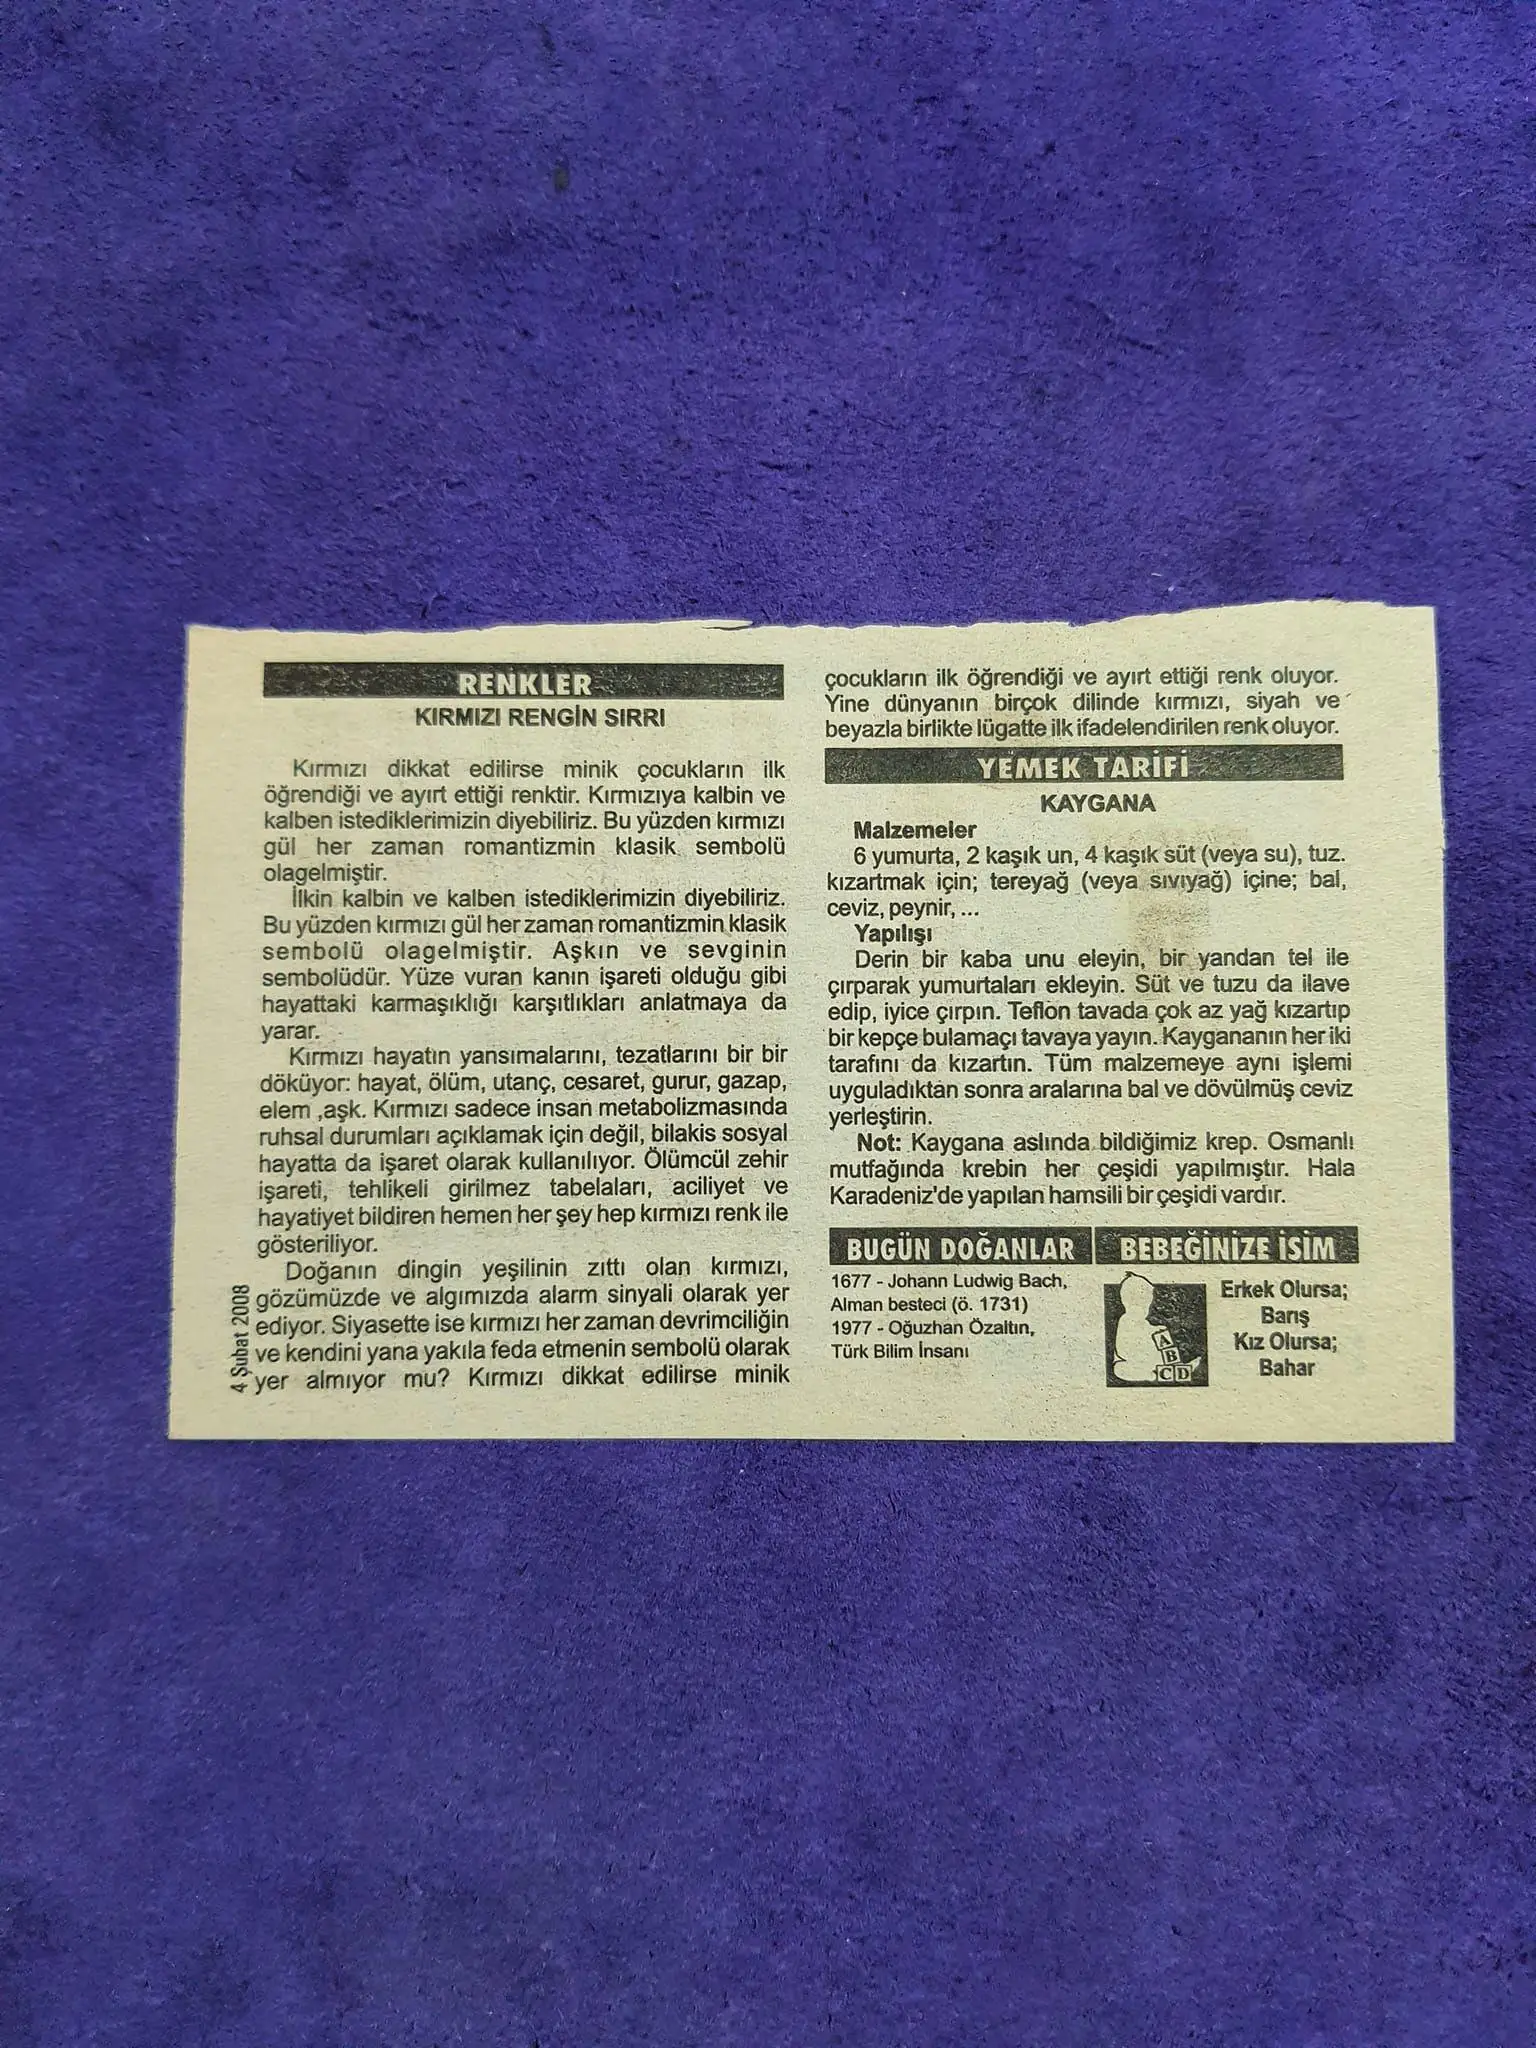 RENKLER
KIRMIZI RENGİN SIRRI
Kırmızı dikkat edilirse minik çocukların ilk
öğrendiği ve ayırt ettiği renktir. Kırmızıya kalbin ve
kalben istediklerimizin diyebiliriz. Bu yüzden kırmızı
gül her zaman romantizmin klasik sembolü
olagelmiştir.
İlkin kalbin ve kalben istediklerimizin diyebiliriz.
Bu yüzden kırmızı gül her zaman romantizmin klasik
sembolü olagelmiştir. Aşkın ve sevginin
sembolüdür. Yüze vuran kanın işareti olduğu gibi
hayattaki karmaşıklığı karşıtlıkları anlatmaya da
yarar.
Kırmızı hayatın yansımalarını, tezatlarını bir bir
döküyor: hayat, ölüm, utanç, cesaret, gurur, gazap,
elem ,aşk. Kırmızı sadece insan metabolizmasında
ruhsal durumları açıklamak için değil, bilakis sosyal
hayatta da işaret olarak kullanılıyor. Ölümcül zehir
işareti, tehlikeli girilmez tabelaları, aciliyet ve
hayatiyet bildiren hemen her şey hep kırmızı renk ile
gösteriliyor.
Doğanın dingin yeşilinin zıttı olan kırmızı,
gözümüzde ve algımızda alarm sinyali olarak yer
ediyor. Siyasette ise kırmızı her zaman devrimciliğin
ve kendini yana yakıla feda etmenin sembolü olarak
yer almıyor mu? Kırmızı dikkat edilirse minik
4 Şubat 2008
çocukların ilk öğrendiği ve ayırt ettiği renk oluyor.
Yine dünyanın birçok dilinde kırmızı, siyah ve
beyazla birlikte lügatte ilk ifadelendirilen renk oluyor.
YEMEK TARİFİ
KAYGANA
Malzemeler
6 yumurta, 2 kaşık un, 4 kaşık süt (veya su), tuz.
kızartmak için; tereyağ (veya sıvıyağ) içine; bal,
ceviz, peynir, ...
Yapılışı
Derin bir kaba unu eleyin, bir yandan tel ile
çırparak yumurtaları ekleyin. Süt ve tuzu da ilave
edip, iyice çırpın. Teflon tavada çok az yağ kızartıp
bir kepçe bulamaçı tavaya yayın. Kaygananın her iki
tarafını da kızartın. Tüm malzemeye aynı işlemi
uyguladıktan sonra aralarına bal ve dövülmüş ceviz
yerleştirin.
Not: Kaygana aslında bildiğimiz krep. Osmanlı
mutfağında krebin her çeşidi yapılmıştır. Hala
Karadeniz'de yapılan hamsili bir çeşidi vardır.
BUGÜN DOĞANLAR
1677 - Johann Ludwig Bach,
Alman besteci (ö. 1731)
1977 - Oğuzhan Özaltın,
Türk Bilim İnsanı
BEBEĞİNİZE İSİM
Erkek Olursa;
Barış
Kız Olursa;
Bahar
A
B
C D